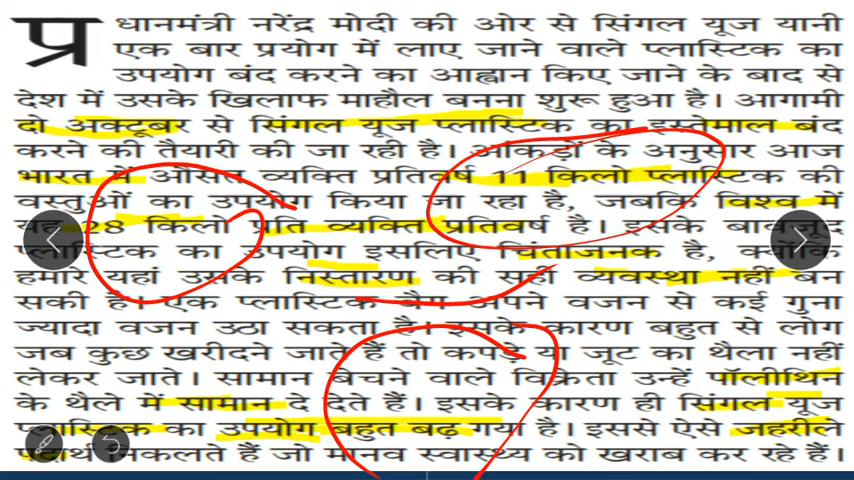 प्रधानमंत्री नरेंद्र मोदी की ओर से सिंगल यूज यानी
एक बार प्रयोग में लाए जाने वाले प्लास्टिक का
उपयोग बंद करने का आह्वान किए जाने के बाद से
देश में उसके खिलाफ माहौल बनना शुरू हुआ है। आगामी
दो अक्टूबर से सिंगल यूज प्लास्टिक का इस्तेमाल बंद
करने की तैयारी की जा रही है। आंकड़ों के अनुसार आज
भारत में औसत व्यक्ति प्रतिवर्ष 11 किलो प्लास्टिक की
वस्तुओं का उपयोग किया जा रहा है, जबकि विश्व में
यह 28 किलो प्रति व्यक्ति प्रतिवर्ष है। इसके बावजूद
प्लास्टिक का उपयोग इसलिए चिंताजनक है, क्योंकि
हमारे यहां उसके निस्तारण की सही व्यवस्था नहीं बन
सकी है। एक प्लास्टिक बैग अपने वजन से कई गुना
ज्यादा वजन उठा सकता है। इसके कारण बहुत से लोग
जब कुछ खरीदने जाते हैं तो कपड़े या जूट का थैला नहीं
लेकर जाते। सामान बेचने वाले विक्रेता उन्हें पॉलीथिन
के थैले में सामान दे देते हैं। इसके कारण ही सिंगल यूज
प्लास्टिक का उपयोग बहुत बढ़ गया है। इससे ऐसे जहरीले
पदार्थ निकलते हैं जो मानव स्वास्थ्य को खराब कर रहे हैं।